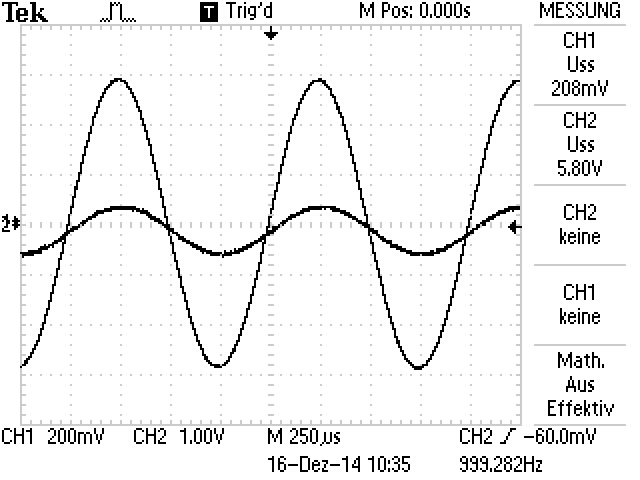 Tek T Trig'd M Pos: 0.000s MESSUNG
CH1
Uss
208mV
CH2
Uss
5.80V
2
CH2
keine
CH1
keine
Math.
Aus
Effektiv
CH1 200mV CH2 1.00V M 250µs CH2 -60.0mV
16-Dez-14 10:35 999.282Hz